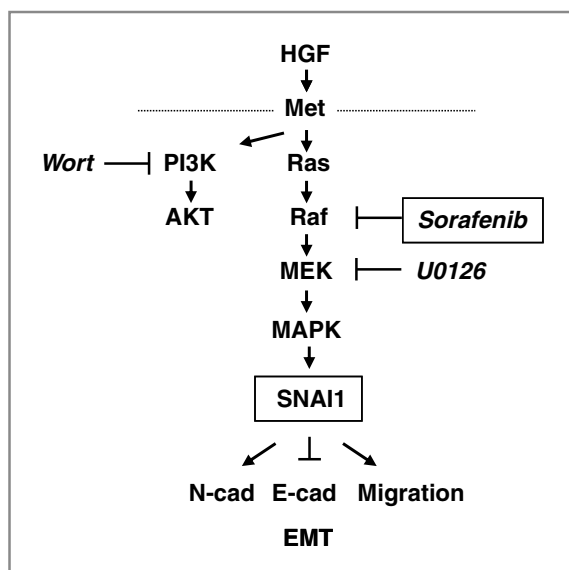 HGF
Met
Wort PI3K Ras
AKT Raf Sorafenib
MEK U0126
MAPK
SNAI1
N-cad E-cad Migration
EMT